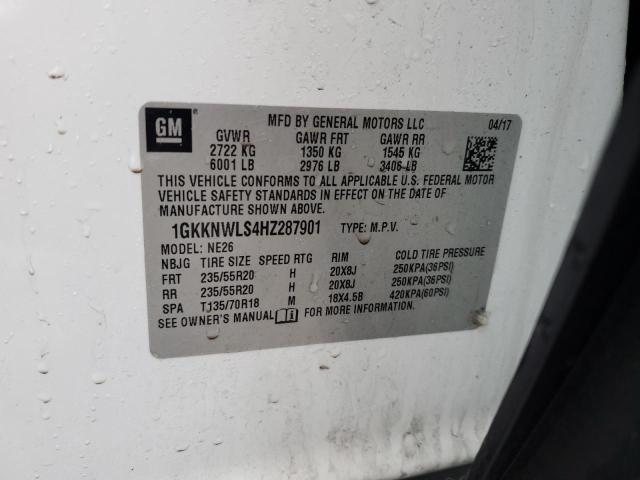 GM
MFD BY GENERAL MOTORS LLC 04/17
GVWR GAWR FRT GAWR RR
2722 KG 1350 KG 1545 KG
6001 LB 2976 LB 3406 LB
THIS VEHICLE CONFORMS TO ALL APPLICABLE U.S. FEDERAL MOTOR
VEHICLE SAFETY STANDARDS IN EFFECT ON THE DATE OF
MANUFACTURE SHOWN ABOVE.
1GKKNWLS4HZ287901 TYPE: M.P.V.
MODEL: NE26
NBJG TIRE SIZE SPEED RTG RIM COLD TIRE PRESSURE
FRT 235/55R20 H 20X8J 250KPA(36PSI)
RR 235/55R20 H 20X8J 250KPA(36PSI)
SPA T135/70R18 M 18X4.5B 420KPA(60PSI)
SEE OWNER'S MANUAL FOR MORE INFORMATION.